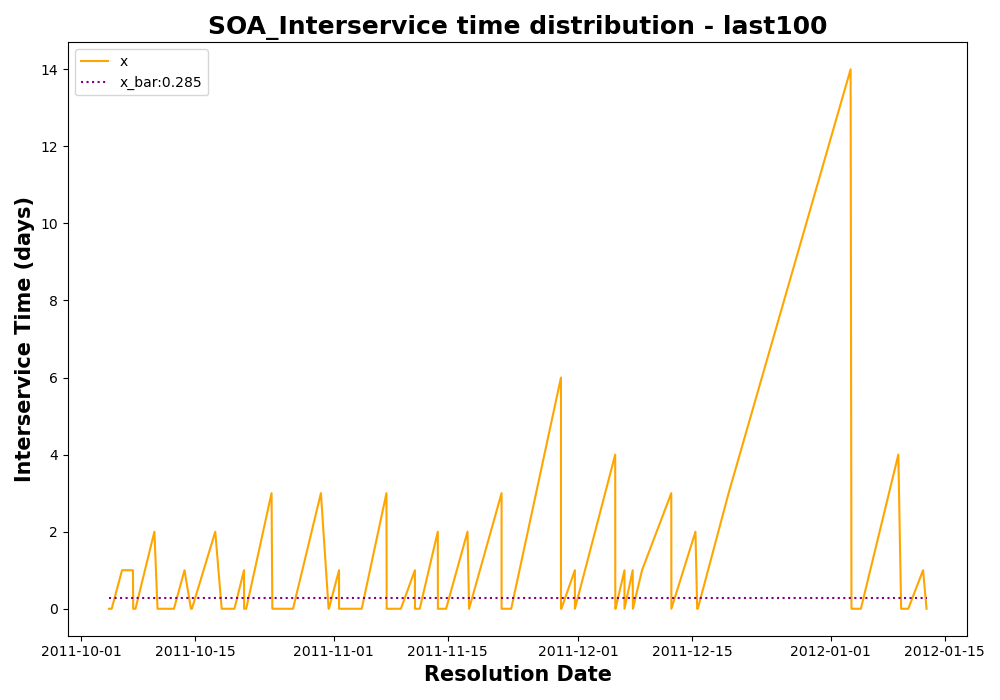 SOA_Interservice time distribution - last100
x
x_bar:0.285
Interservice Time (days)
14
12
10
8
6
4
2
0
2011-10-01 2011-10-15 2011-11-01 2011-11-15 2011-12-01 2011-12-15 2012-01-01 2012-01-15
Resolution Date